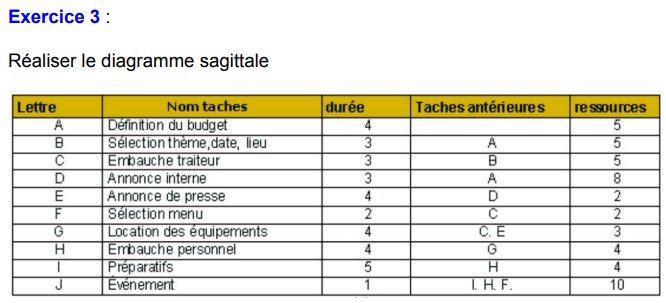 Exercice 3 :
Réaliser le diagramme sagittale
Lettre Nom taches durée Taches antérieures ressources
A Définition du budget 4 5
B Sélection thème,date, lieu 3 A 5
C Embauche traiteur 3 B 5
D Annonce interne 3 A 8
E Annonce de presse 4 D 2
F Sélection menu 2 C 2
G Location des équipements 4 C. E 3
H Embauche personnel 4 G 4
I Préparatifs 5 H 4
J Événement 1 I. H. F. 10